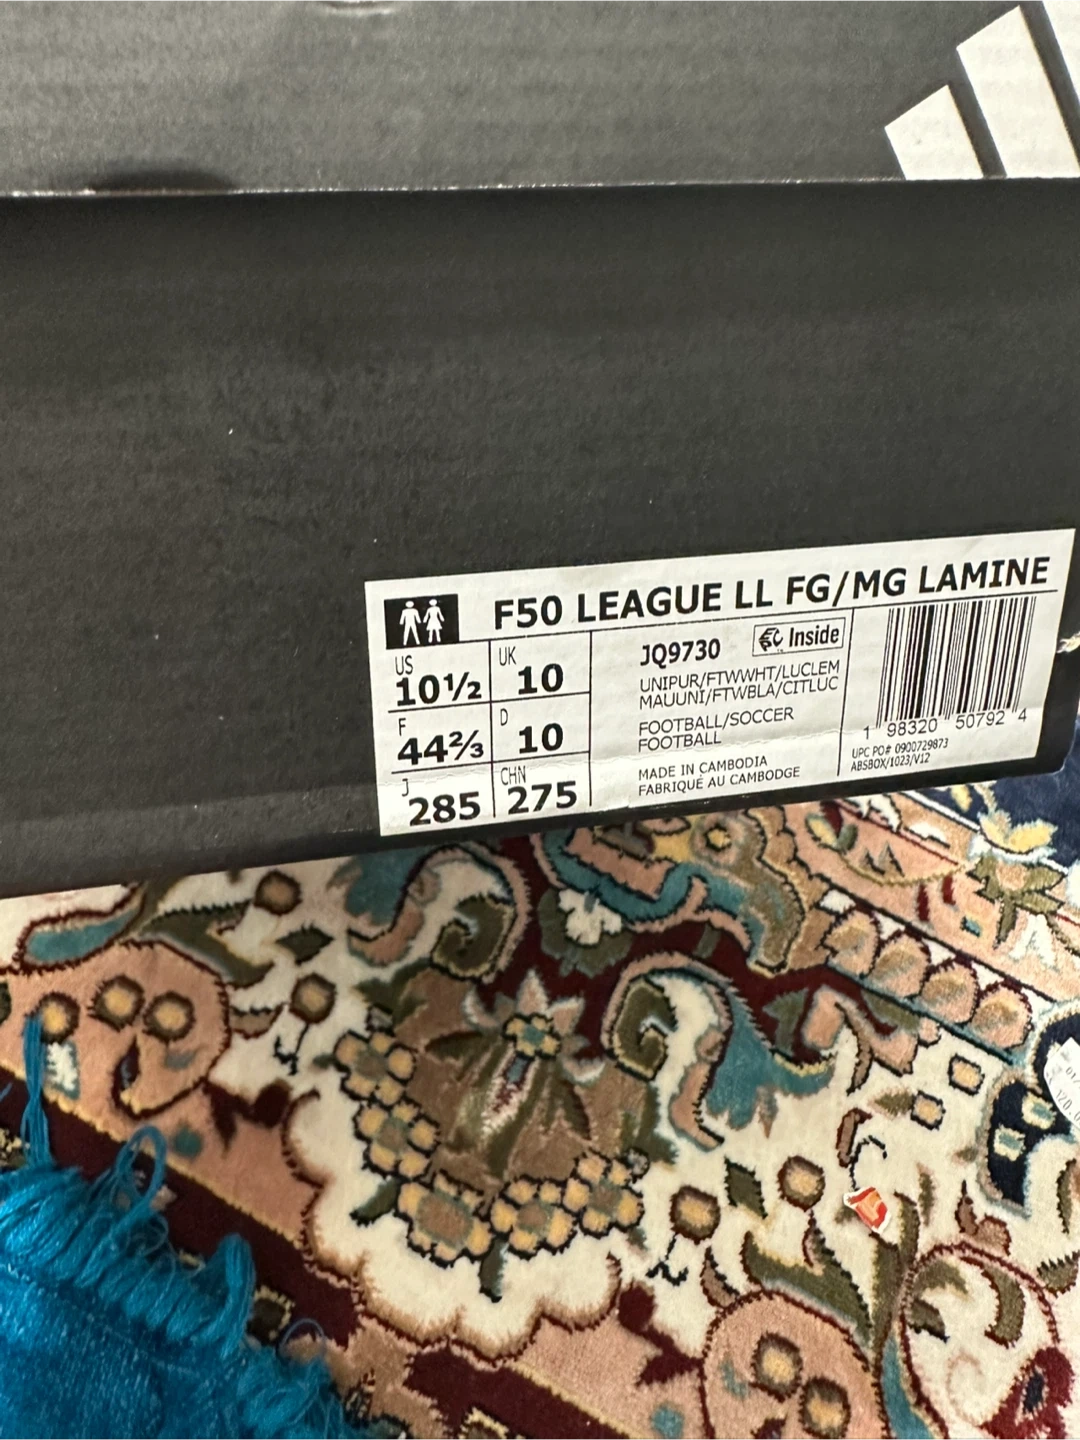 F50 LEAGUE LL FG/MG LAMINE
US
10½
UK
10
F
44⅔
D
10
J
285
CHN
275
JQ9730
Inside
UNIPUR/FTWWHT/LUCLEM
MAUUNI/FTWBLA/CITLUC
FOOTBALL/SOCCER
FOOTBALL
MADE IN CAMBODIA
FABRIQUÉ AU CAMBODGE
1 98320 50792 4
UPC PO# 0900729873
ABSBOX/1023/V12